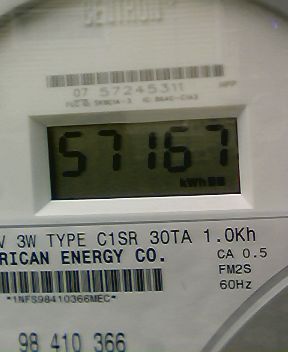 CENTRON
07 57245311
57167
kWh
V 3W TYPE C1SR 30TA 1.0Kh
RICAN ENERGY CO.
CA 0.5
FM2S
60Hz
*1NFS98410366MEC*
98 410 366